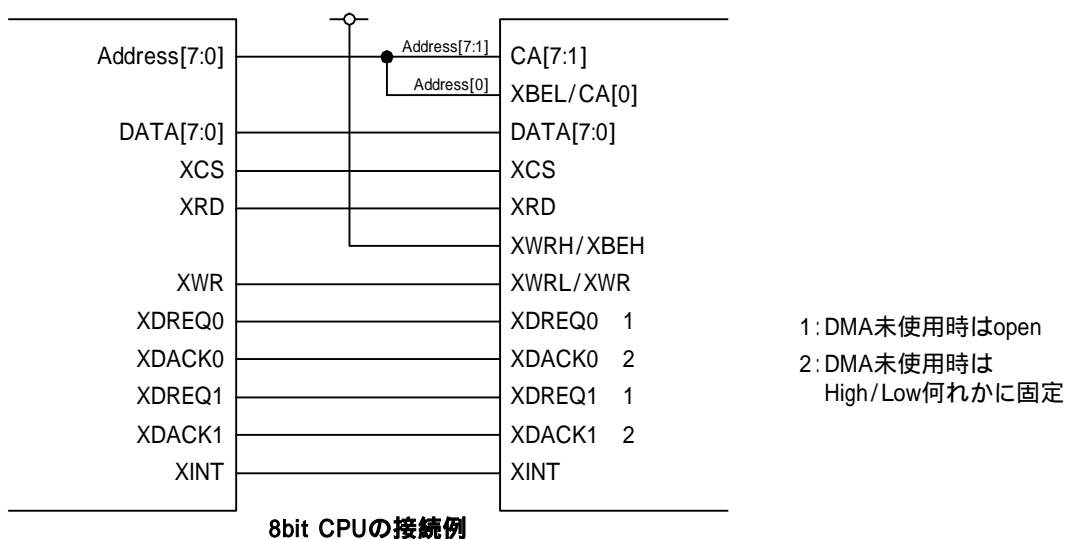 Address[7:0] Address[7:1] CA[7:1]
Address[0] XBEL/CA[0]
DATA[7:0] DATA[7:0]
XCS XCS
XRD XRD
XWRH/XBEH
XWR XWRL/XWR
XDREQ0 XDREQ0 1
XDACK0 XDACK0 2
XDREQ1 XDREQ1 1
XDACK1 XDACK1 2
XINT XINT
1:DMA未使用時はopen
2:DMA未使用時は
High/Low何れかに固定
8bit CPUの接続例